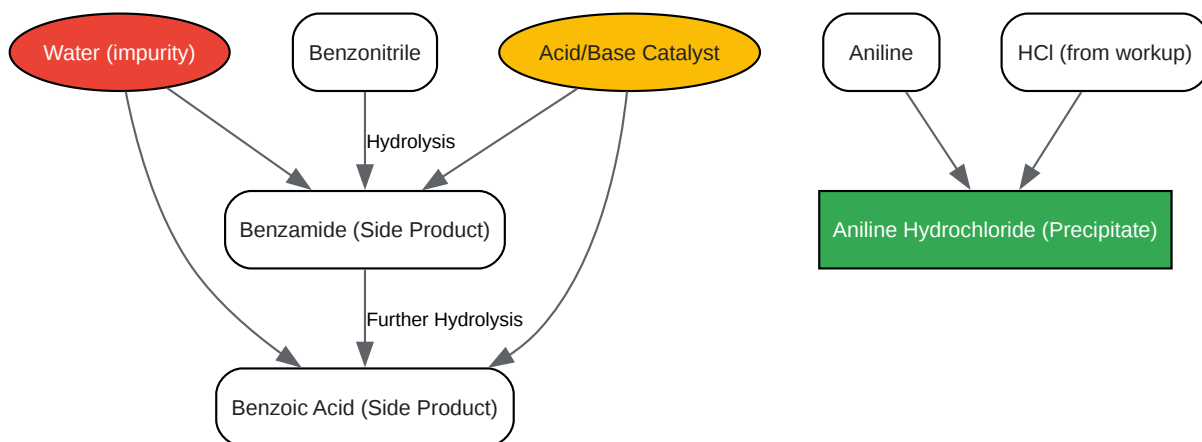 Water (impurity)
Benzonitrile
Acid/Base Catalyst
Aniline
HCl (from workup)
Hydrolysis
Benzamide (Side Product)
Aniline Hydrochloride (Precipitate)
Further Hydrolysis
Benzoic Acid (Side Product)